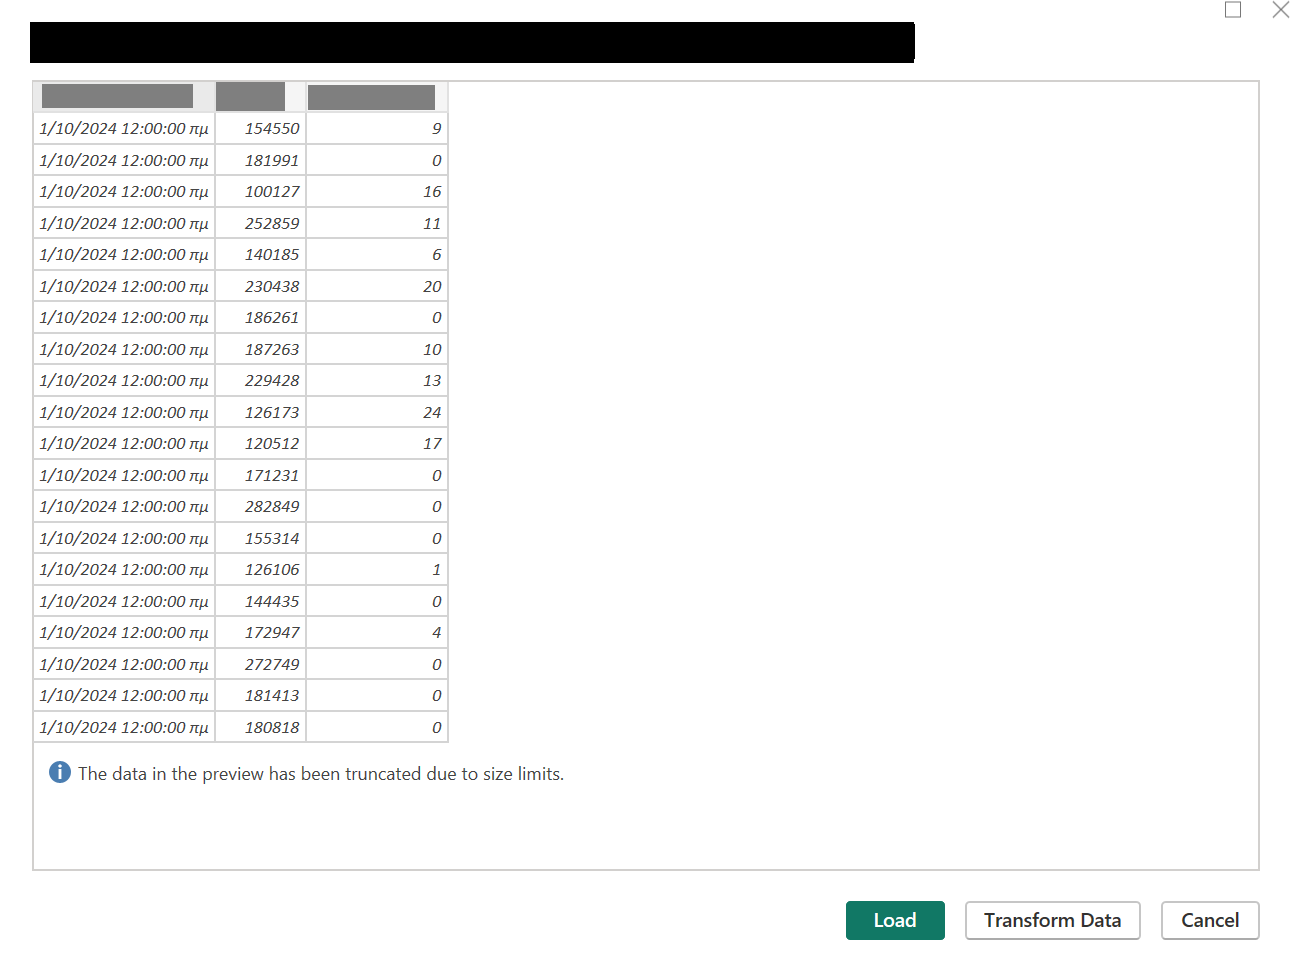 1/10/2024 12:00:00 πμ 154550 9
1/10/2024 12:00:00 πμ 181991 0
1/10/2024 12:00:00 πμ 100127 16
1/10/2024 12:00:00 πμ 252859 11
1/10/2024 12:00:00 πμ 140185 6
1/10/2024 12:00:00 πμ 230438 20
1/10/2024 12:00:00 πμ 186261 0
1/10/2024 12:00:00 πμ 187263 10
1/10/2024 12:00:00 πμ 229428 13
1/10/2024 12:00:00 πμ 126173 24
1/10/2024 12:00:00 πμ 120512 17
1/10/2024 12:00:00 πμ 171231 0
1/10/2024 12:00:00 πμ 282849 0
1/10/2024 12:00:00 πμ 155314 0
1/10/2024 12:00:00 πμ 126106 1
1/10/2024 12:00:00 πμ 144435 0
1/10/2024 12:00:00 πμ 172947 4
1/10/2024 12:00:00 πμ 272749 0
1/10/2024 12:00:00 πμ 181413 0
1/10/2024 12:00:00 πμ 180818 0
The data in the preview has been truncated due to size limits.
Load Transform Data Cancel